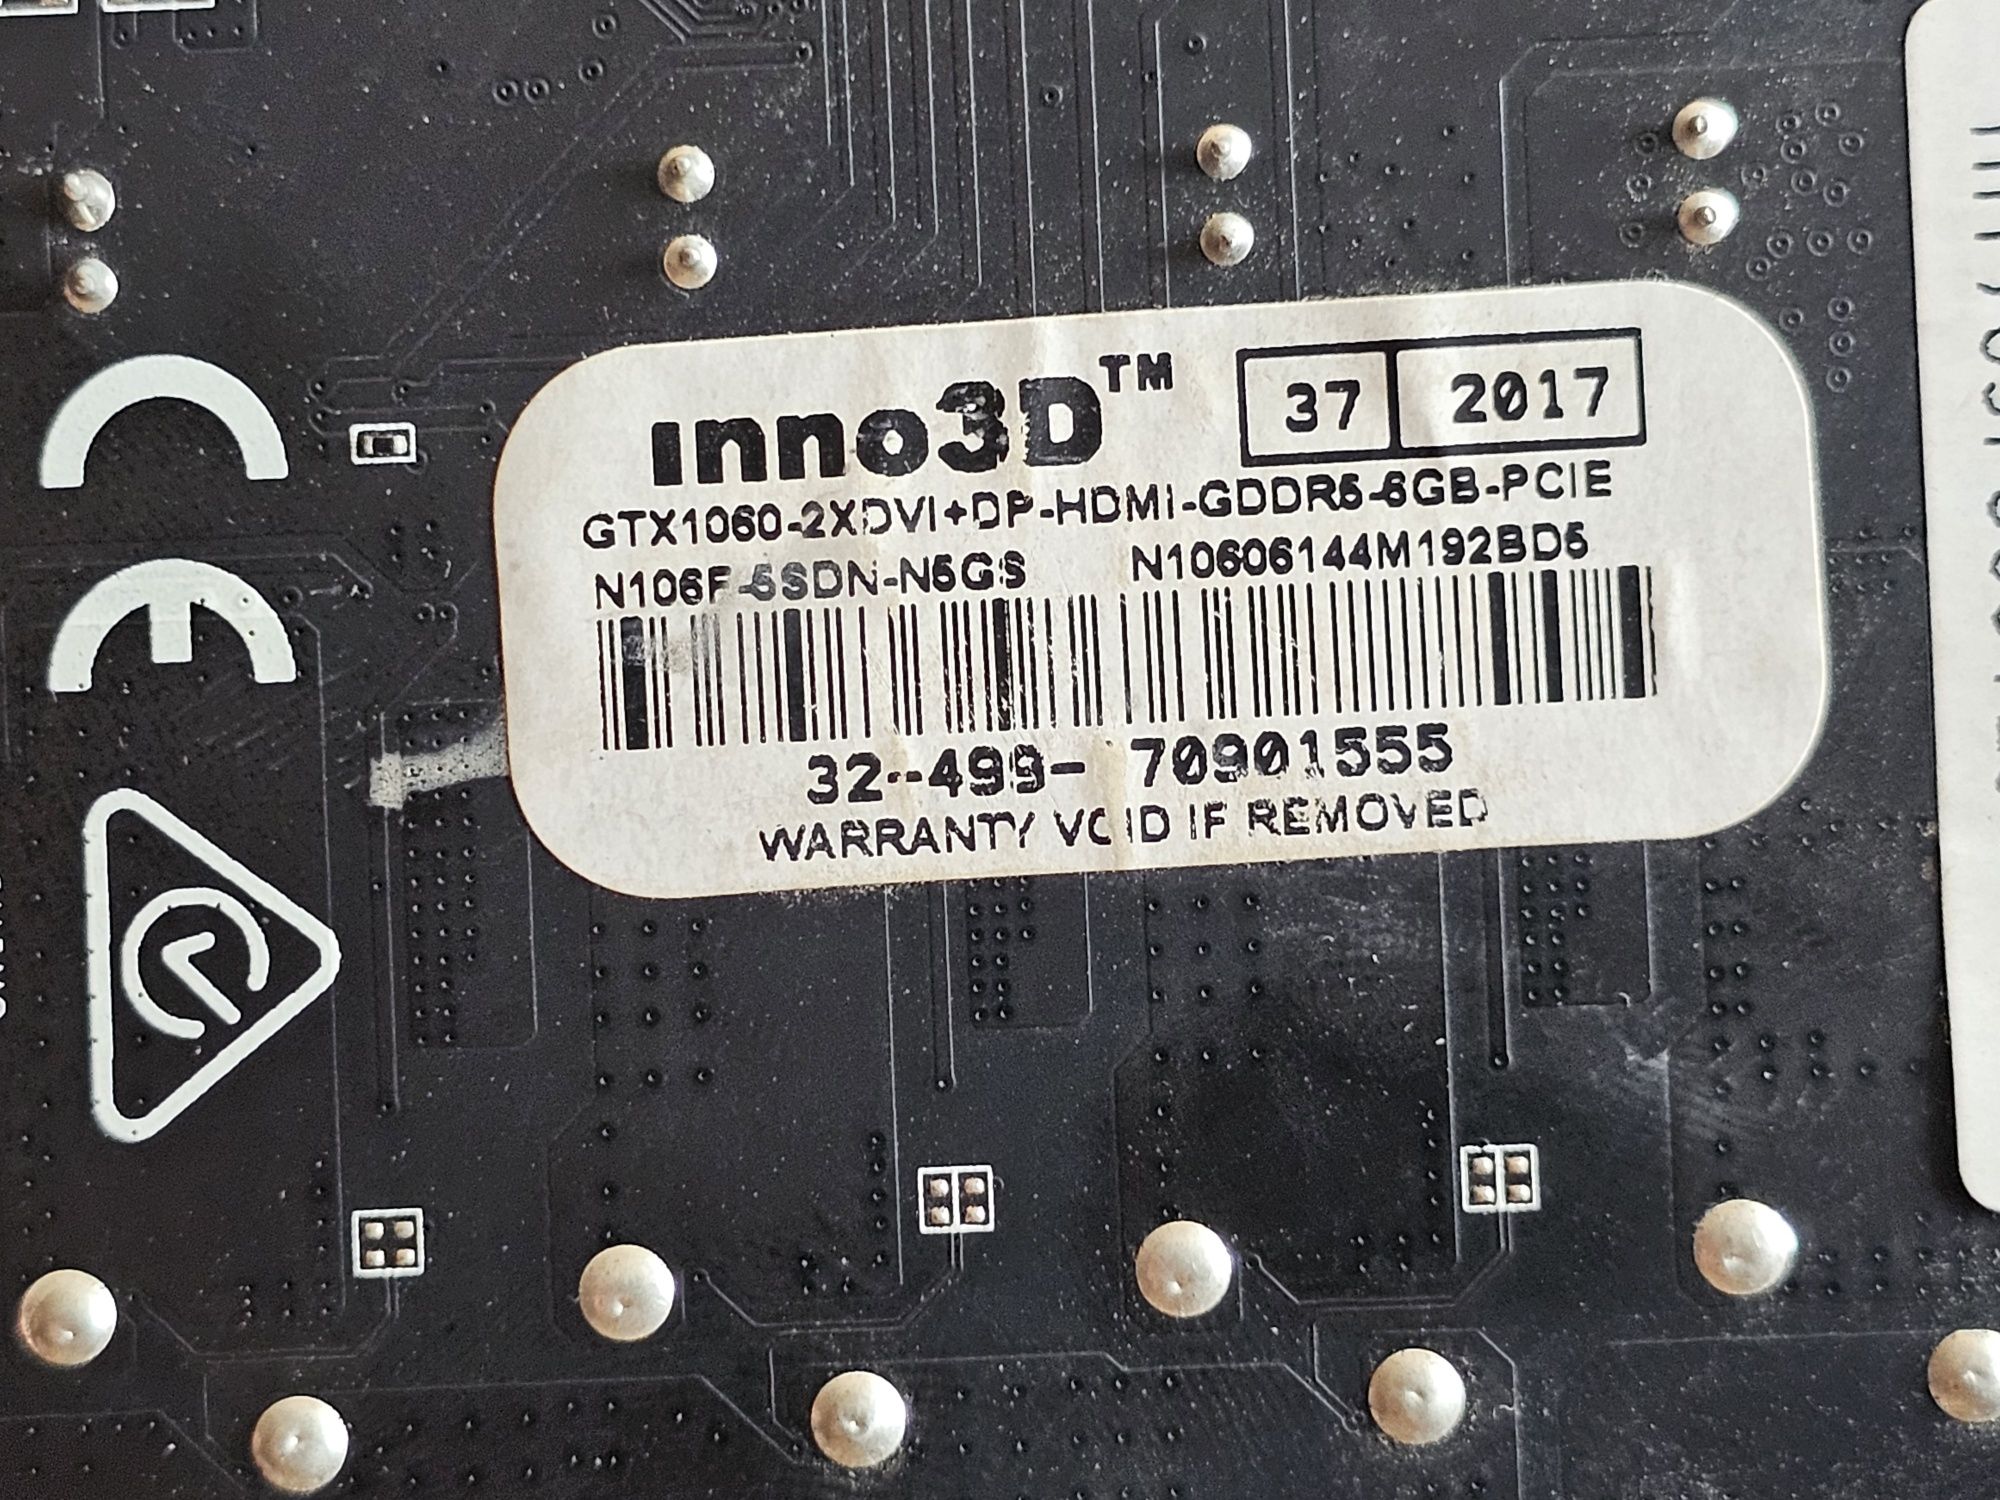 inno3D™ 37 2017
GTX1060-2XDVI+DP-HDMI-GDDR5-6GB-PCIE
N106F-5SDN-N5GS N10606144M192BD5
32-499- 70901555
WARRANTY VOID IF REMOVED
CE